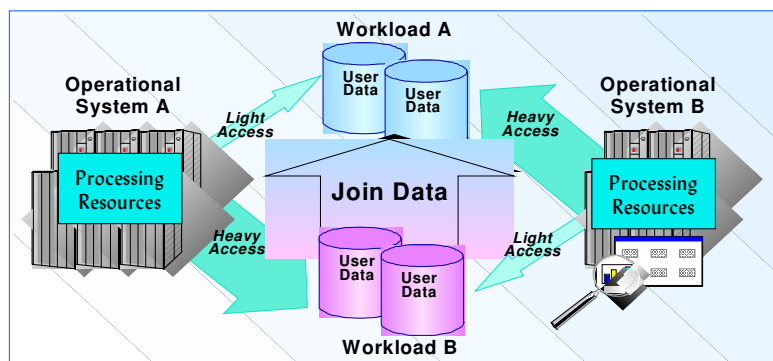 Workload A
User
Data
User
Data
Operational
System A
Light
Access
Processing
Resources
Heavy
Access
Join Data
Operational
System B
Heavy
Access
Processing
Resources
Light
Access
User
Data
User
Data
Workload B